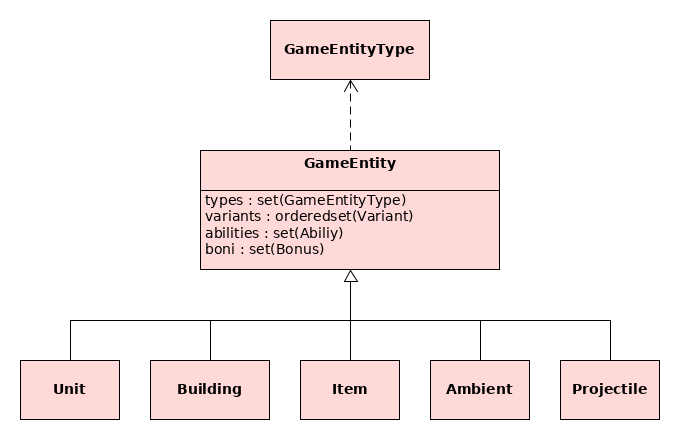 GameEntityType
GameEntity
types : set(GameEntityType)
variants : orderedset(Variant)
abilities : set(Abiliy)
boni : set(Bonus)
Unit
Building
Item
Ambient
Projectile